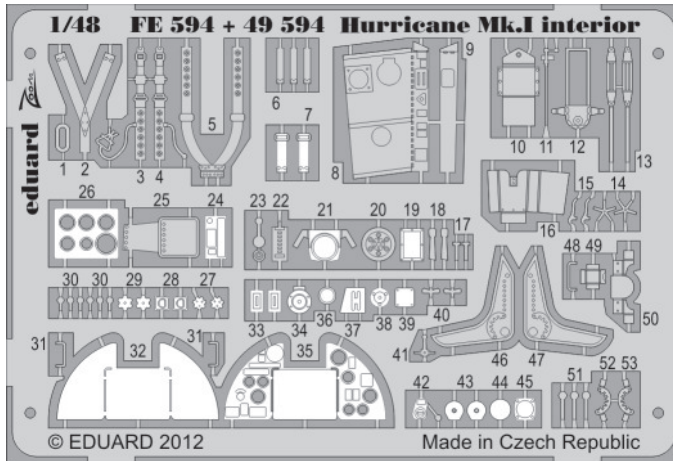 1/48 FE 594 + 49 594 Hurricane Mk.I interior
eduard Zoom
1 2 3 4 5 6 7 8 9 10 11 12 13
26 25 24 23 22 21 20 19 18 17 16 15 14
30 30 29 28 27 33 34 36 37 38 39 40 48 49 50
31 32 31 35 41 46 47
42 43 44 45 51 52 53
© EDUARD 2012 Made in Czech Republic